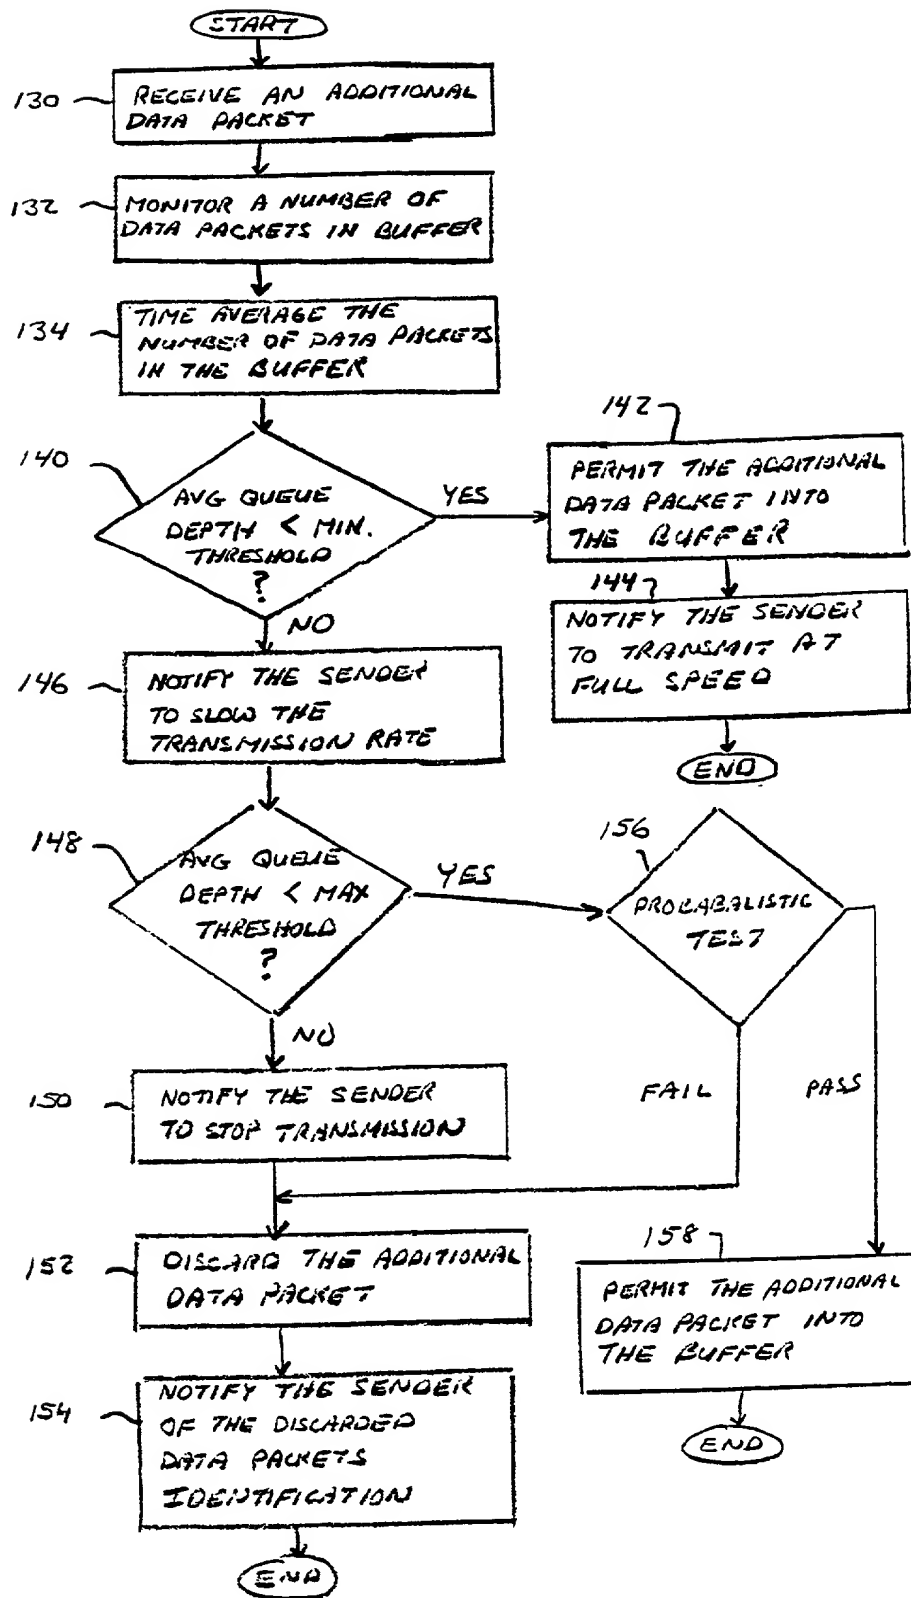 START
130
RECEIVE AN ADDITIONAL
DATA PACKET
132
MONITOR A NUMBER OF
DATA PACKETS IN BUFFER
134
TIME AVERAGE THE
NUMBER OF DATA PACKETS
IN THE BUFFER
140
AVG QUEUE
DEPTH < MIN.
THRESHOLD
?
YES
142
PERMIT THE ADDITIONAL
DATA PACKET INTO
THE BUFFER
144
NOTIFY THE SENDER
TO TRANSMIT AT
FULL SPEED
END
NO
146
NOTIFY THE SENDER
TO SLOW THE
TRANSMISSION RATE
148
AVG QUEUE
DEPTH < MAX
THRESHOLD
?
YES
156
PROBABALISTIC
TEST
FAIL
PASS
NO
150
NOTIFY THE SENDER
TO STOP TRANSMISSION
152
DISCARD THE ADDITIONAL
DATA PACKET
158
PERMIT THE ADDITIONAL
DATA PACKET INTO
THE BUFFER
END
154
NOTIFY THE SENDER
OF THE DISCARDED
DATA PACKETS
IDENTIFICATION
END